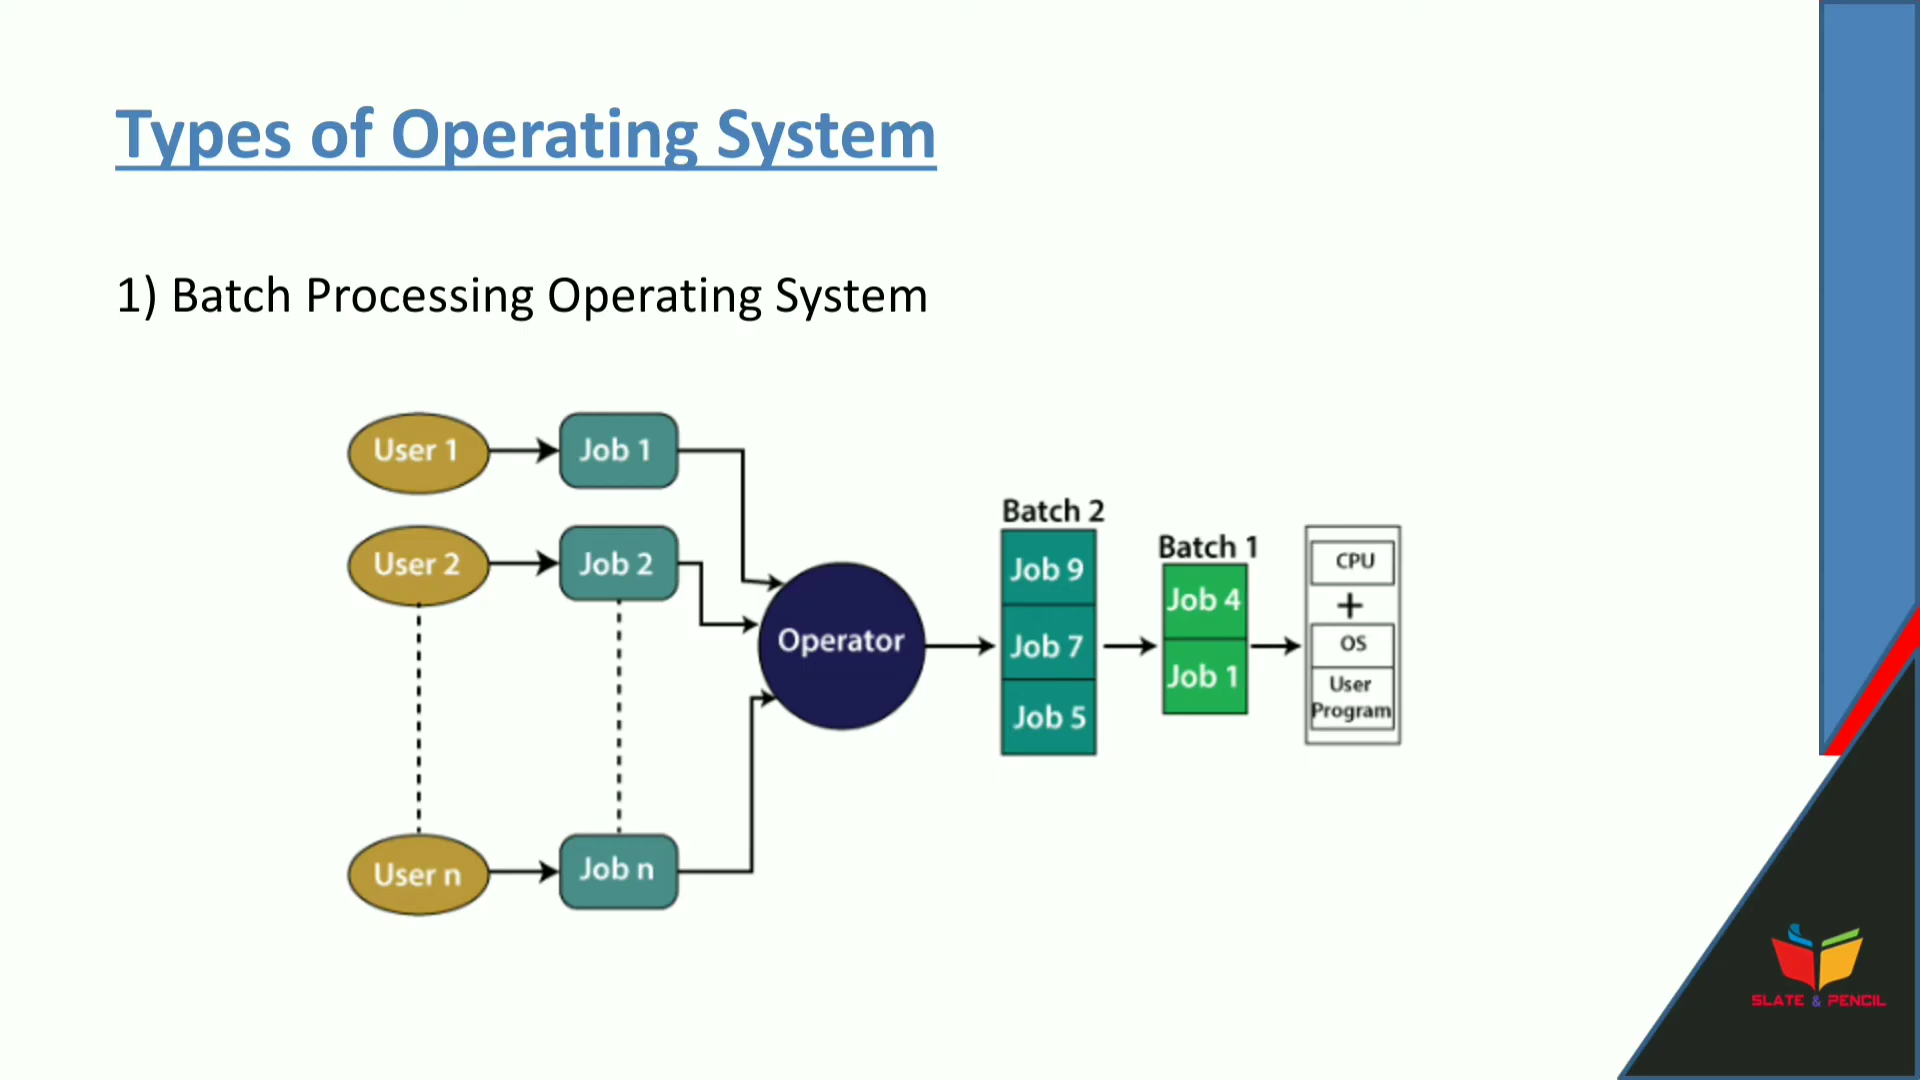 Types of Operating System
1) Batch Processing Operating System
User 1
Job 1
User 2
Job 2
User n
Job n
Operator
Batch 2
Job 9
Job 7
Job 5
Batch 1
Job 4
Job 1
CPU
+
OS
User
Program
SLATE & PENCIL